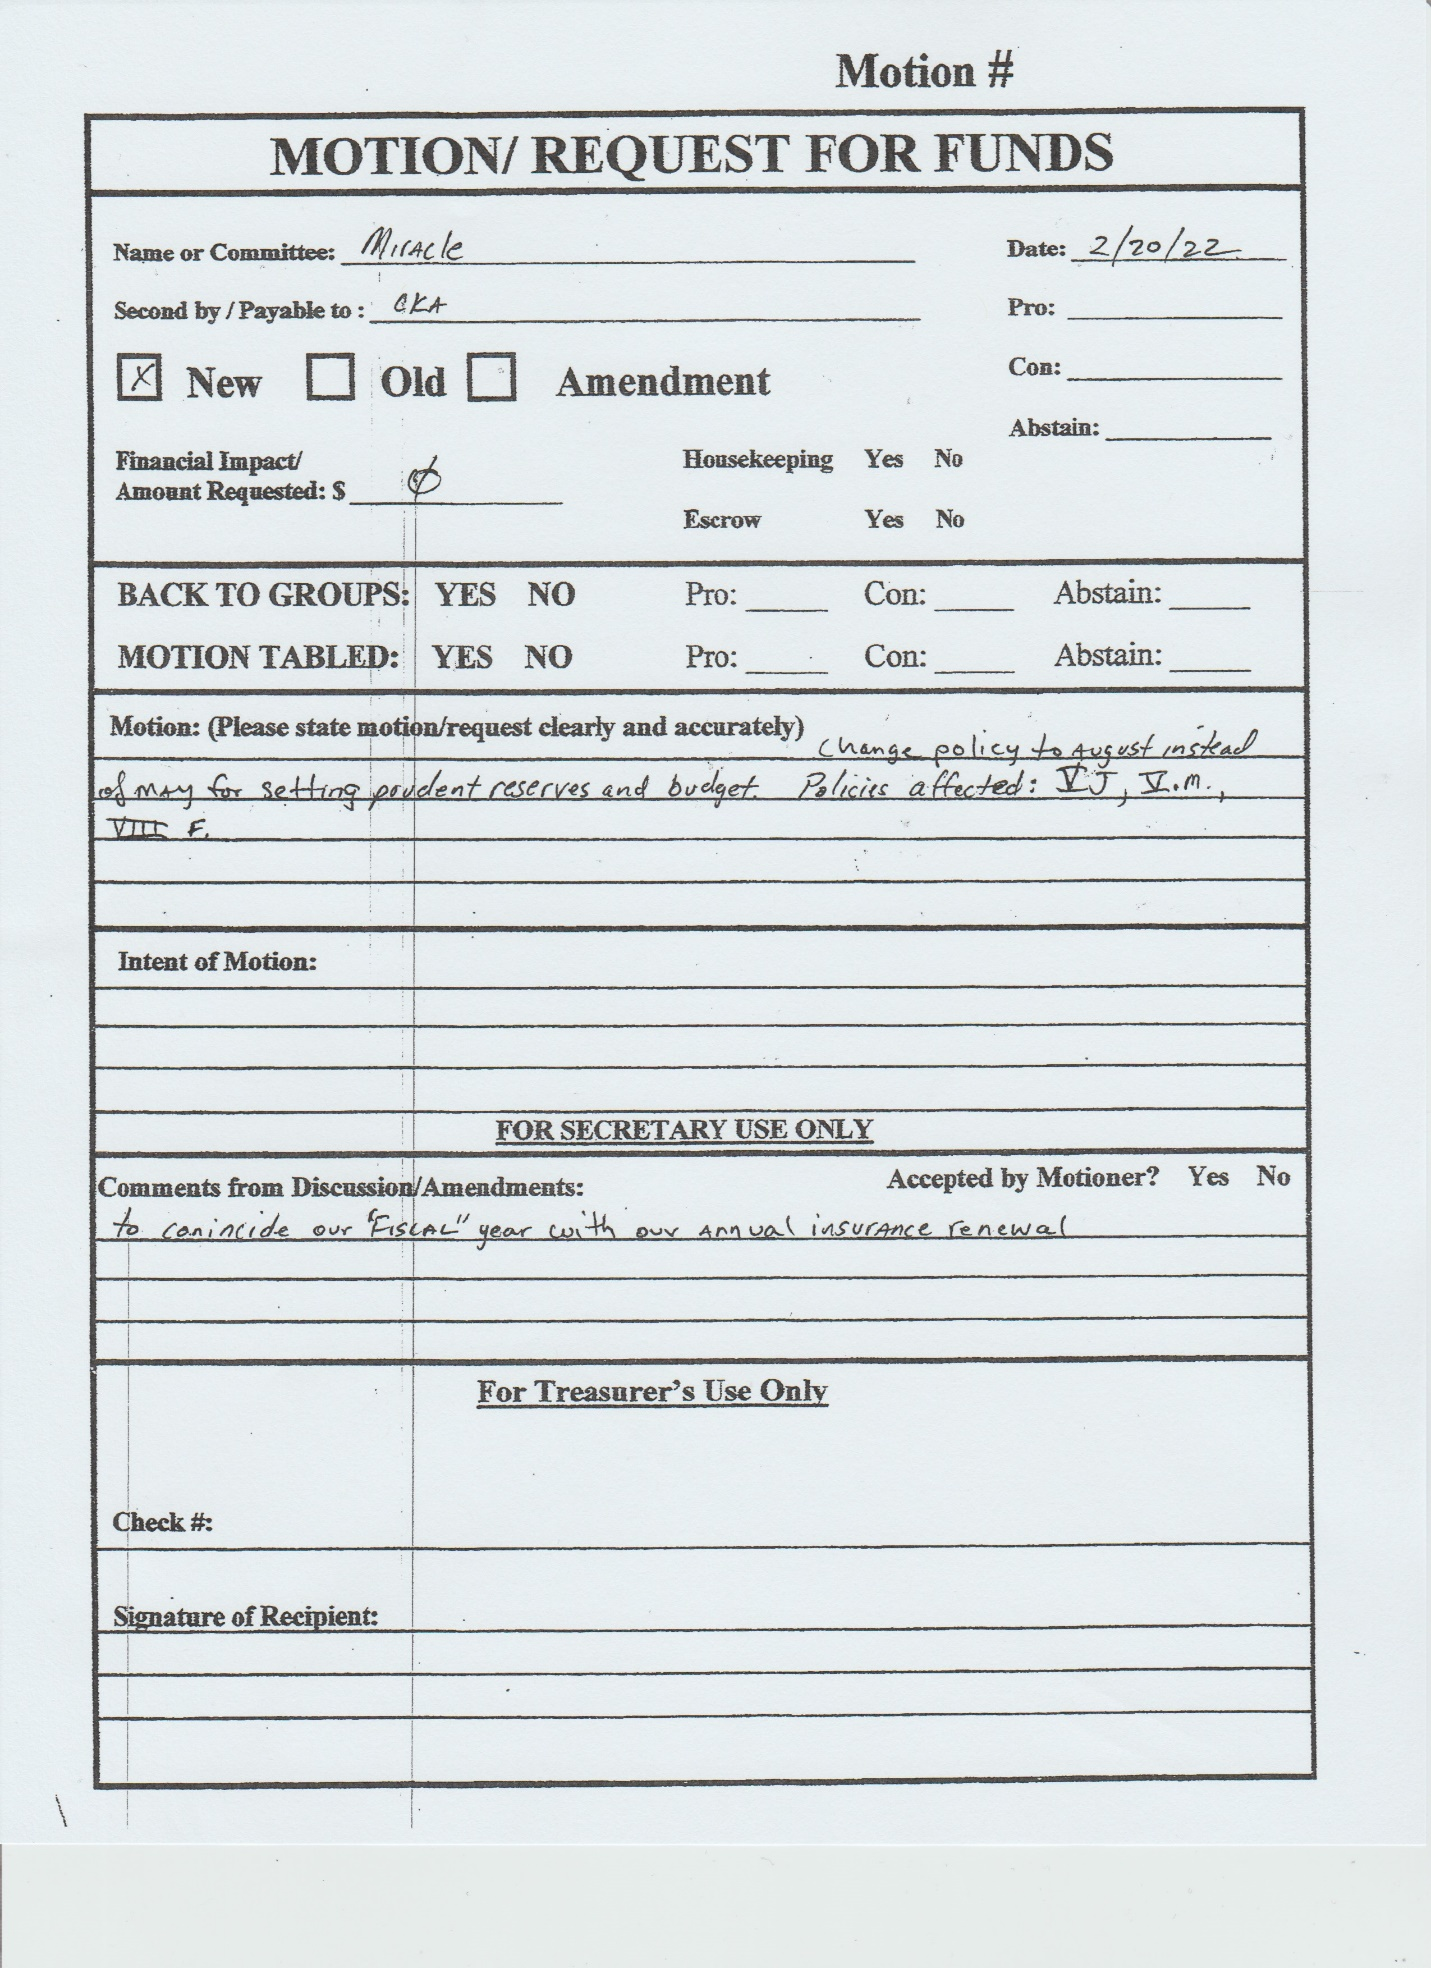 Motion #
MOTION/ REQUEST FOR FUNDS
Name or Committee: Miracle
Date: 2/20/22
Second by / Payable to : CKA
Pro:
X New Old Amendment
Con:
Abstain:
Financial Impact/
Housekeeping Yes No
Amount Requested: $ ∅
Escrow Yes No
BACK TO GROUPS: YES NO Pro: Con: Abstain:
MOTION TABLED: YES NO Pro: Con: Abstain:
Motion: (Please state motion/request clearly and accurately) Change policy to August instead
of MAy for setting prudent reserves and budget. Policies affected: V J, V.M.,
VIII F.
Intent of Motion:
FOR SECRETARY USE ONLY
Accepted by Motioner? Yes No
Comments from Discussion/Amendments:
to conincide our "FISCAL" year with our Annual insurance renewal
For Treasurer's Use Only
Check #:
Signature of Recipient: